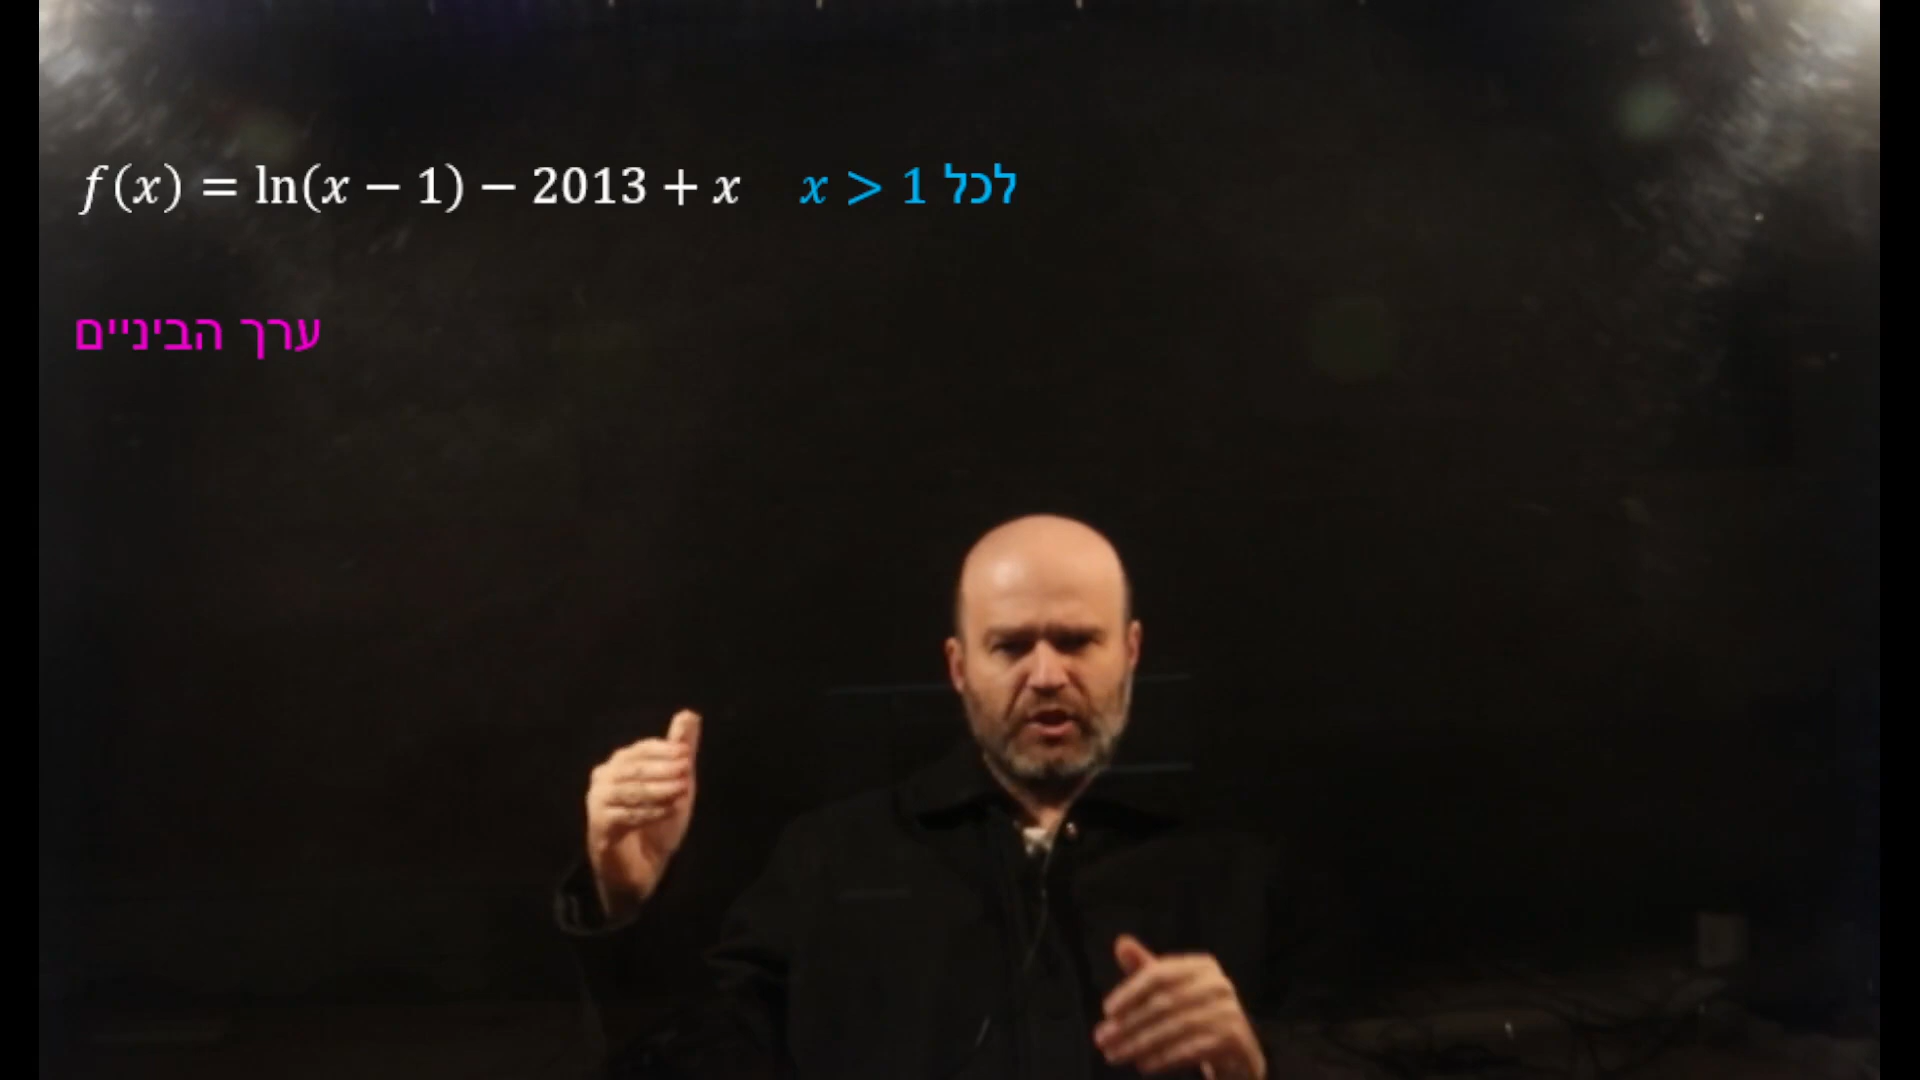 f(x) = ln(x − 1) − 2013 + x  x > 1 לכל
ערך הביניים